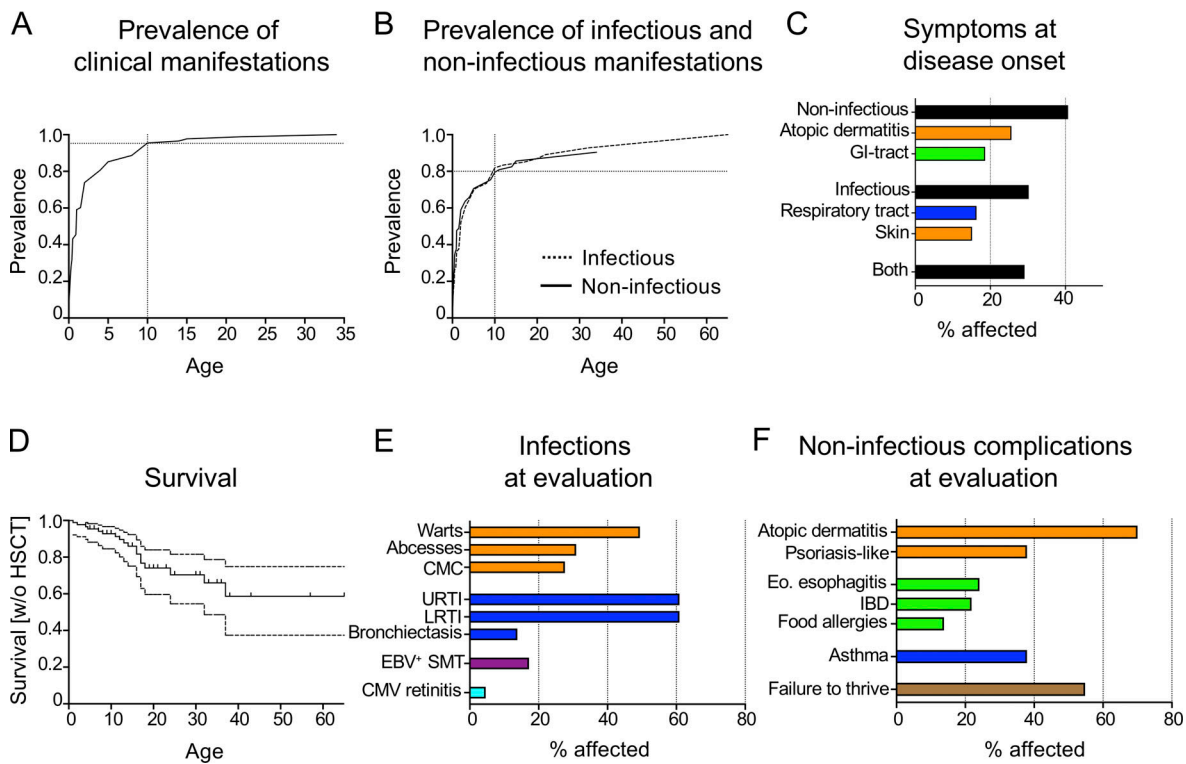 A
Prevalence of
clinical manifestations
Prevalence
1.0
0.8
0.6
0.4
0.2
0
0 5 10 15 20 25 30 35
Age
B
Prevalence of infectious and
non-infectious manifestations
Prevalence
1.0
0.8
0.6
0.4
0.2
0
Infectious
Non-infectious
0 10 20 30 40 50 60
Age
C
Symptoms at
disease onset
Non-infectious
Atopic dermatitis
GI-tract
Infectious
Respiratory tract
Skin
Both
0 20 40
% affected
D
Survival
Survival [w/o HSCT]
1.0
0.8
0.6
0.4
0.2
0
0 10 20 30 40 50 60
Age
E
Infections
at evaluation
Warts
Abcesses
CMC
URTI
LRTI
Bronchiectasis
EBV⁺ SMT
CMV retinitis
0 20 40 60 80
% affected
F
Non-infectious complications
at evaluation
Atopic dermatitis
Psoriasis-like
Eo. esophagitis
IBD
Food allergies
Asthma
Failure to thrive
0 20 40 60 80
% affected